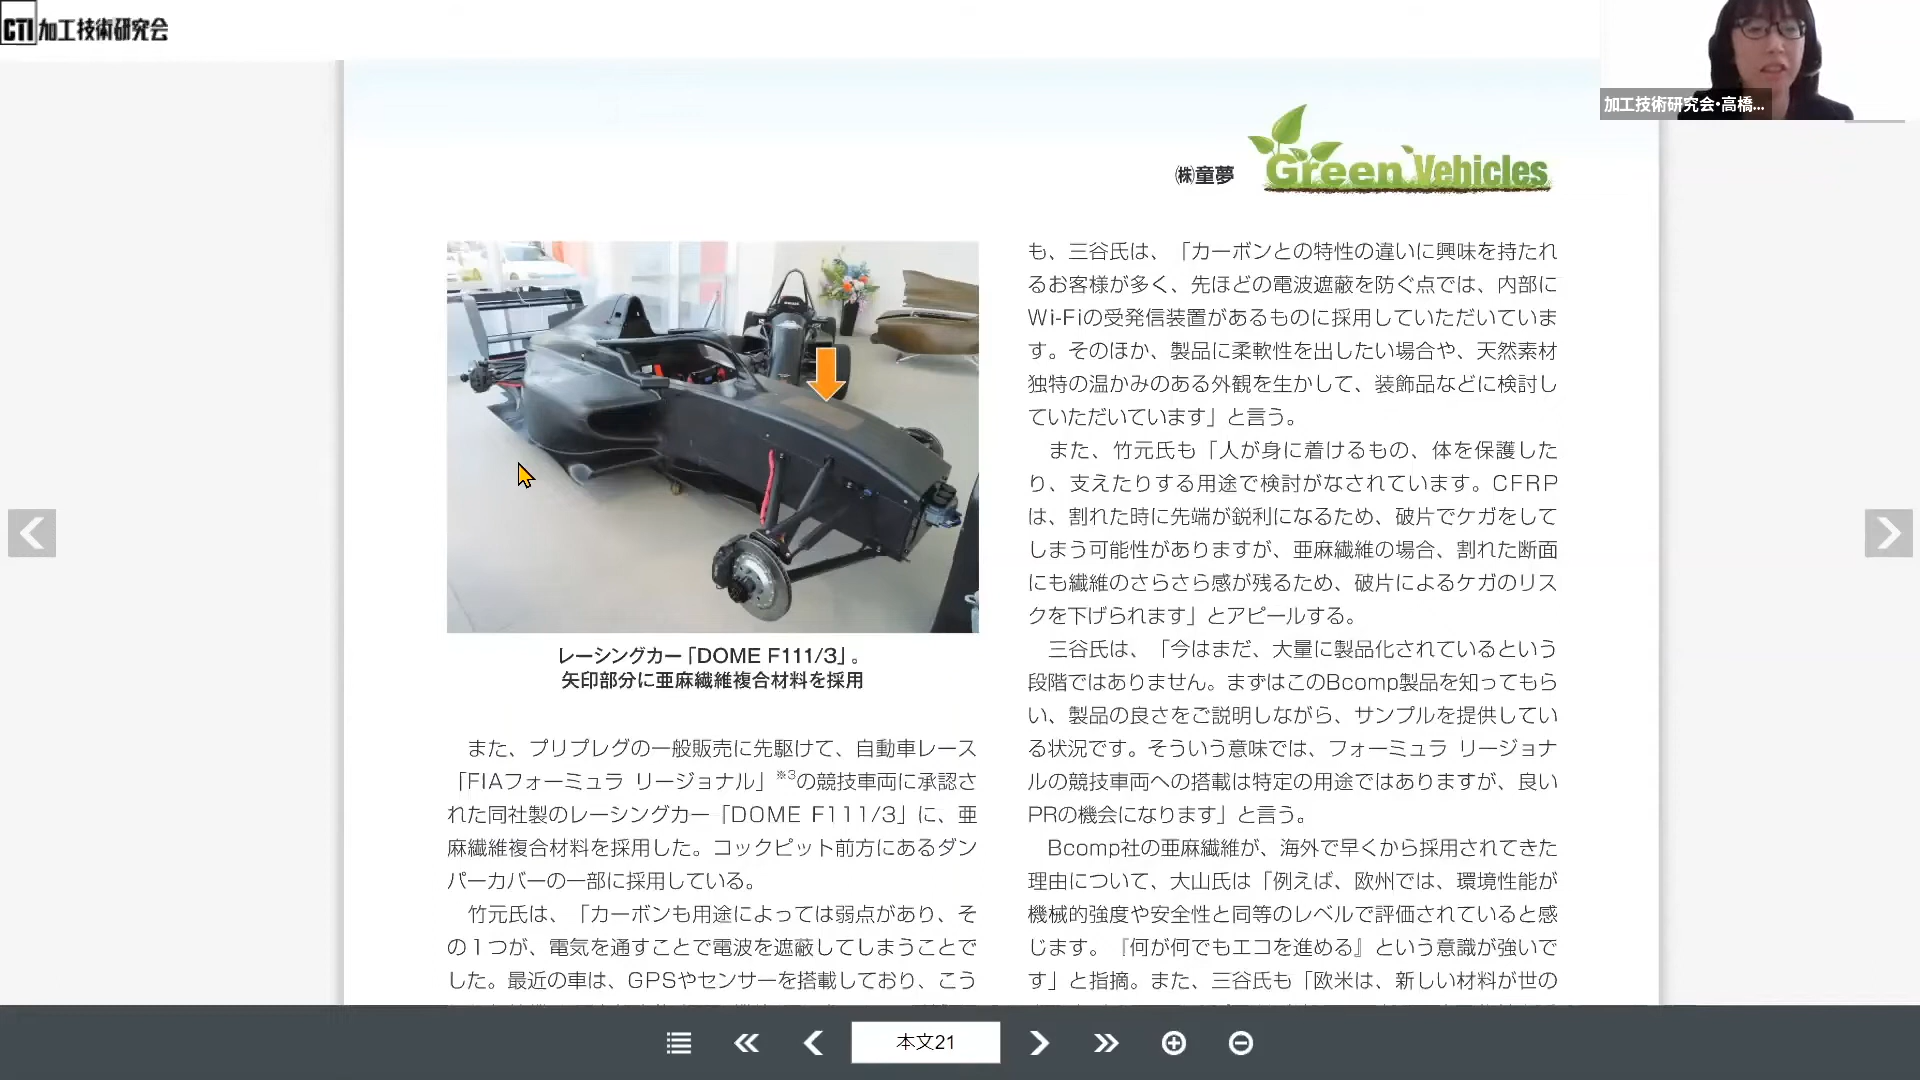 CTI加工技術研究会
加工技術研究会・高橋...
㈱童夢
Green Vehicles
レーシングカー「DOME F111/3」。
矢印部分に亜麻繊維複合材料を採用
また、プリプレグの一般販売に先駆けて、自動車レース
「FIAフォーミュラ リージョナル」※3の競技車両に承認さ
れた同社製のレーシングカー「DOME F111/3」に、亜
麻繊維複合材料を採用した。コックピット前方にあるダン
パーカバーの一部に採用している。
竹元氏は、「カーボンも用途によっては弱点があり、そ
の１つが、電気を通すことで電波を遮蔽してしまうことで
した。最近の車は、GPSやセンサーを搭載しており、こう
も、三谷氏は、「カーボンとの特性の違いに興味を持たれ
るお客様が多く、先ほどの電波遮蔽を防ぐ点では、内部に
Wi-Fiの受発信装置があるものに採用していただいていま
す。そのほか、製品に柔軟性を出したい場合や、天然素材
独特の温かみのある外観を生かして、装飾品などに検討し
ていただいています」と言う。
また、竹元氏も「人が身に着けるもの、体を保護した
り、支えたりする用途で検討がなされています。CFRP
は、割れた時に先端が鋭利になるため、破片でケガをして
しまう可能性がありますが、亜麻繊維の場合、割れた断面
にも繊維のさらさら感が残るため、破片によるケガのリス
クを下げられます」とアピールする。
三谷氏は、「今はまだ、大量に製品化されているという
段階ではありません。まずはこのBcomp製品を知ってもら
い、製品の良さをご説明しながら、サンプルを提供してい
る状況です。そういう意味では、フォーミュラ リージョナ
ルの競技車両への搭載は特定の用途ではありますが、良い
PRの機会になります」と言う。
Bcomp社の亜麻繊維が、海外で早くから採用されてきた
理由について、大山氏は「例えば、欧州では、環境性能が
機械的強度や安全性と同等のレベルで評価されていると感
じます。『何が何でもエコを進める』という意識が強いで
す」と指摘。また、三谷氏も「欧米は、新しい材料が世の
本文21